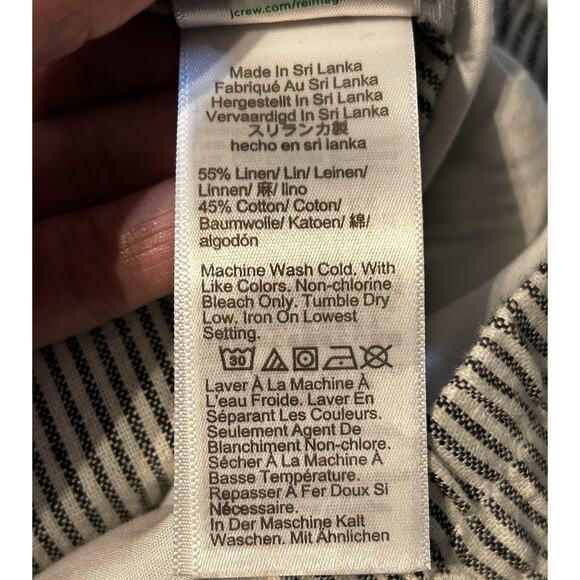 jcrew.com/reimag
Made In Sri Lanka
Fabriqué Au Sri Lanka
Hergestellt In Sri Lanka
Vervaardigd In Sri Lanka
スリランカ製
hecho en sri lanka
55% Linen/ Lin/ Leinen/
Linnen/ 麻/ lino
45% Cotton/ Coton/
Baumwolle/ Katoen/ 綿/
algodón
Machine Wash Cold. With
Like Colors. Non-chlorine
Bleach Only. Tumble Dry
Low. Iron On Lowest
Setting.
30
Laver À La Machine À
L'eau Froide. Laver En
Séparant Les Couleurs.
Seulement Agent De
Blanchiment Non-chlore.
Sécher À La Machine À
Basse Température.
Repasser À Fer Doux Si
Nécessaire.
In Der Maschine Kalt
Waschen. Mit Ähnlichen